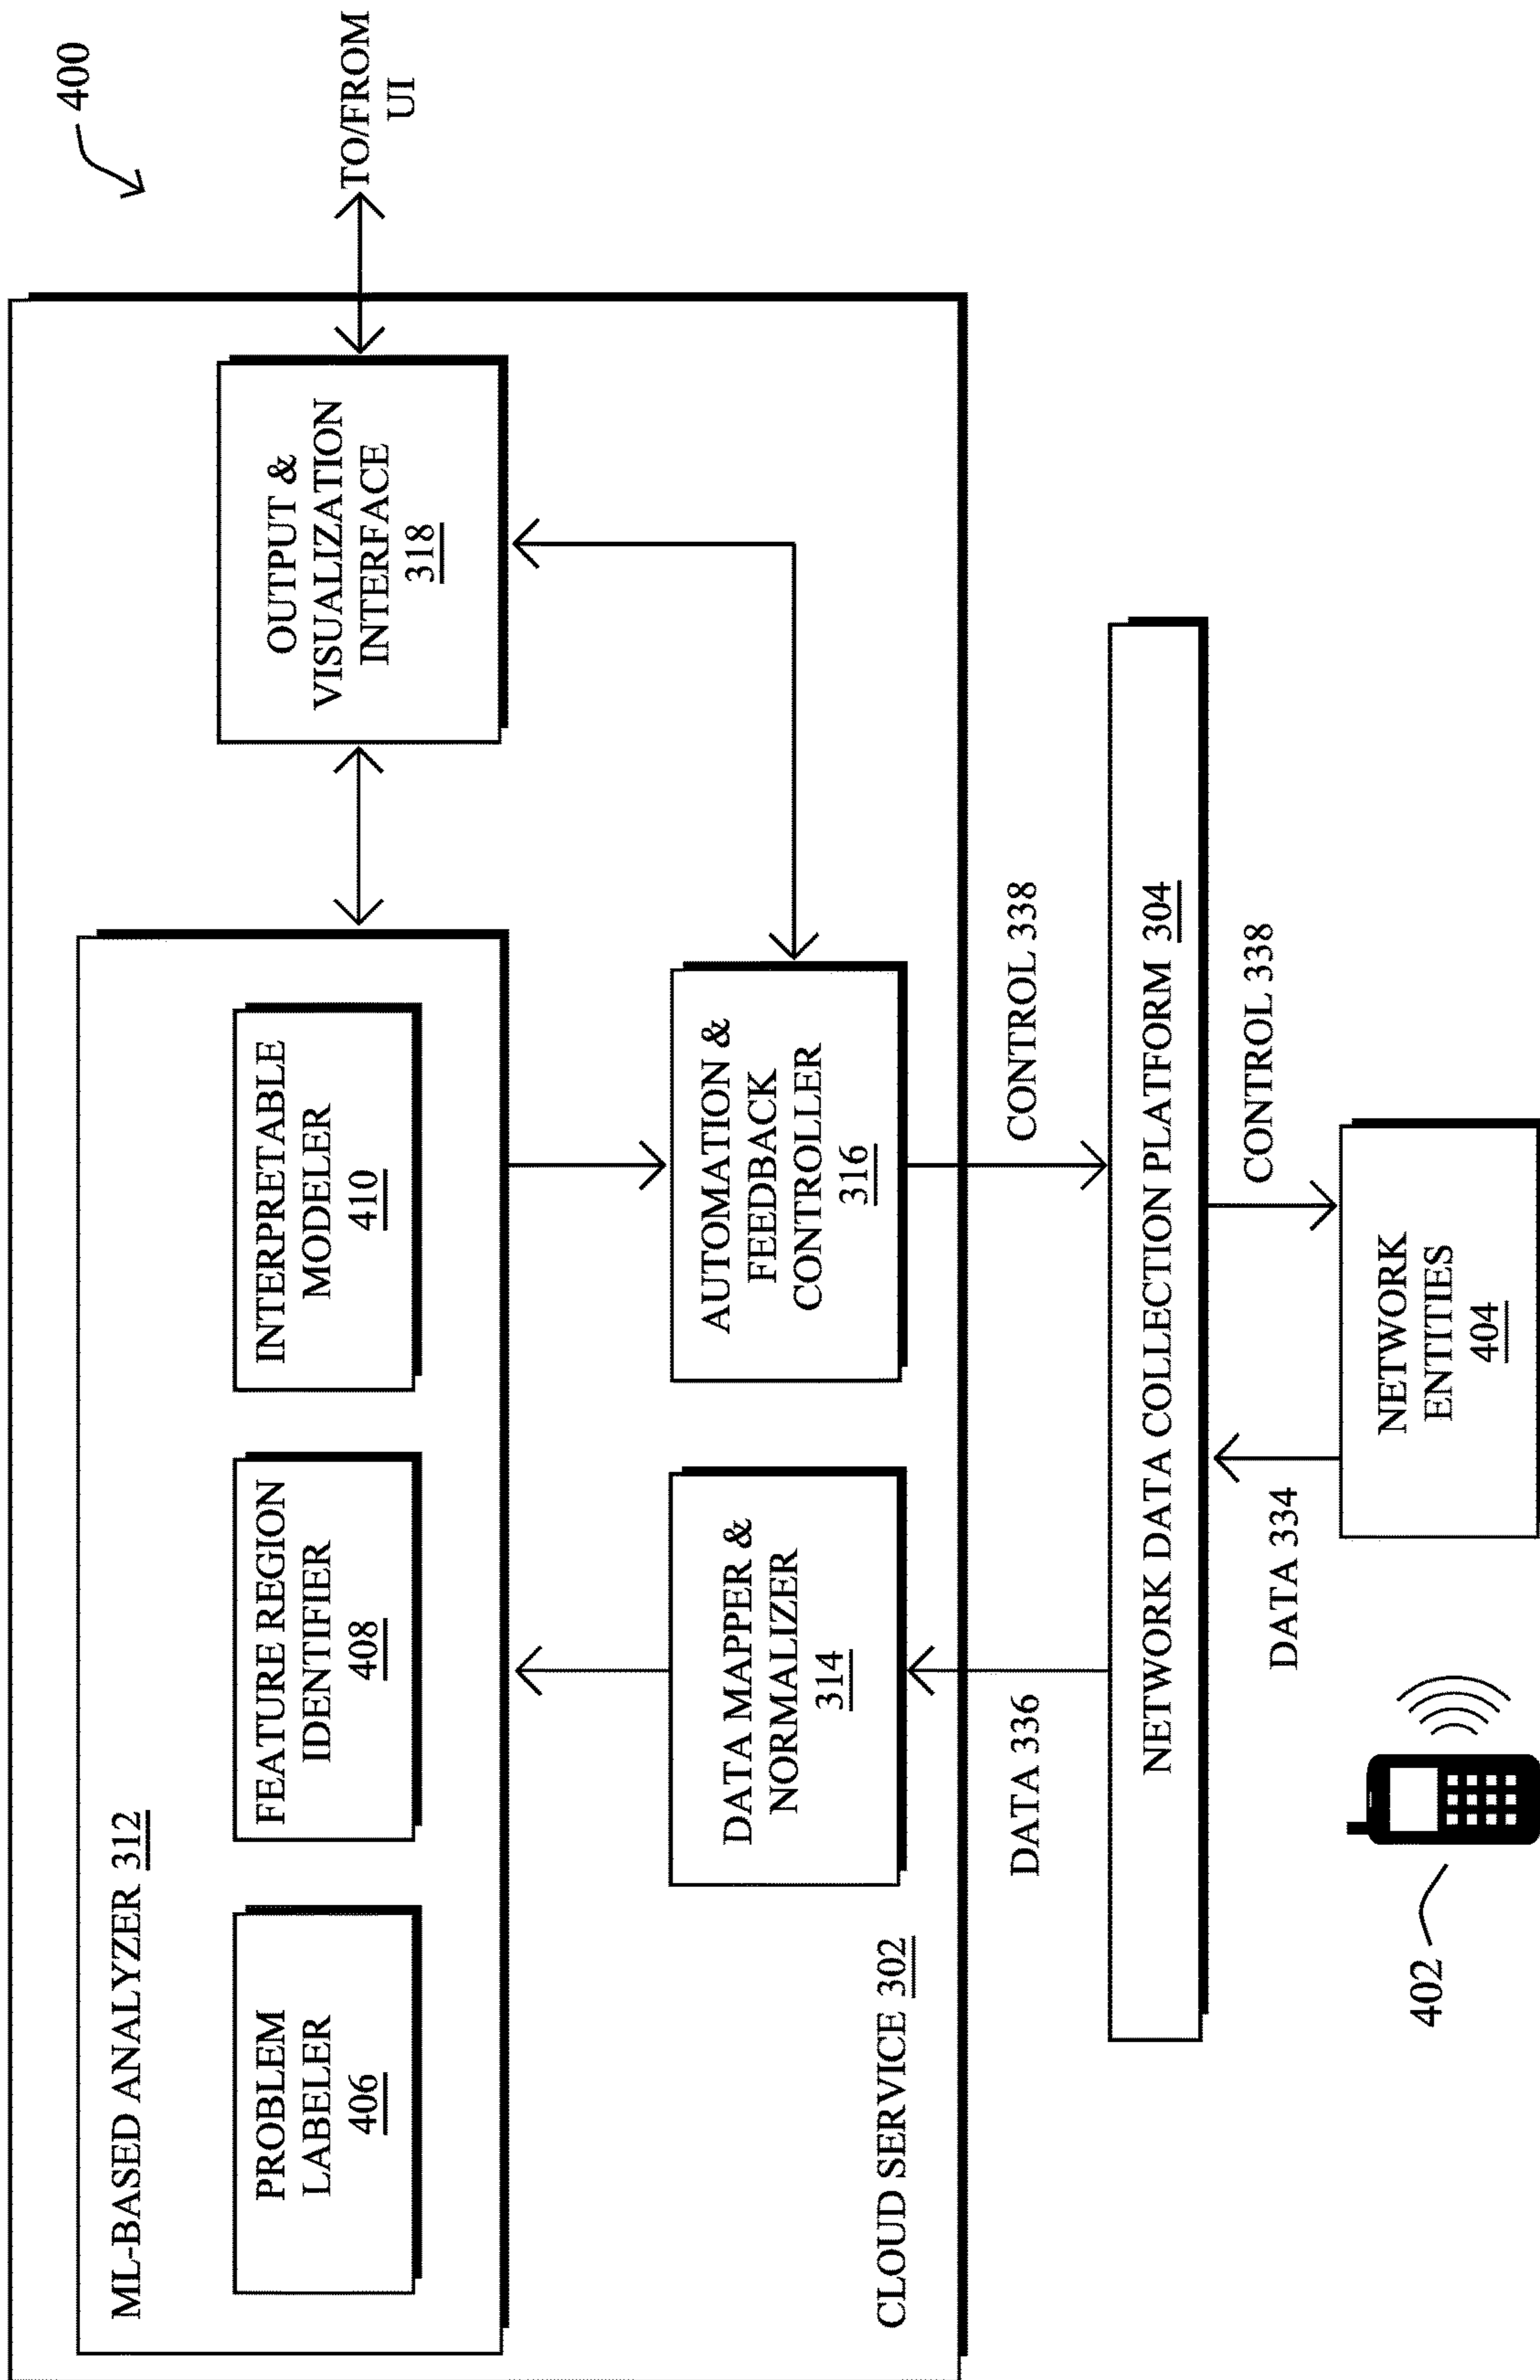 400
TO/FROM
UI
ML-BASED ANALYZER 312
PROBLEM
LABELER
406
FEATURE REGION
IDENTIFIER
408
INTERPRETABLE
MODELER
410
OUTPUT &
VISUALIZATION
INTERFACE
318
DATA MAPPER &
NORMALIZER
314
AUTOMATION &
FEEDBACK
CONTROLLER
316
CLOUD SERVICE 302
DATA 336
CONTROL 338
NETWORK DATA COLLECTION PLATFORM 304
DATA 334
CONTROL 338
402
NETWORK
ENTITIES
404